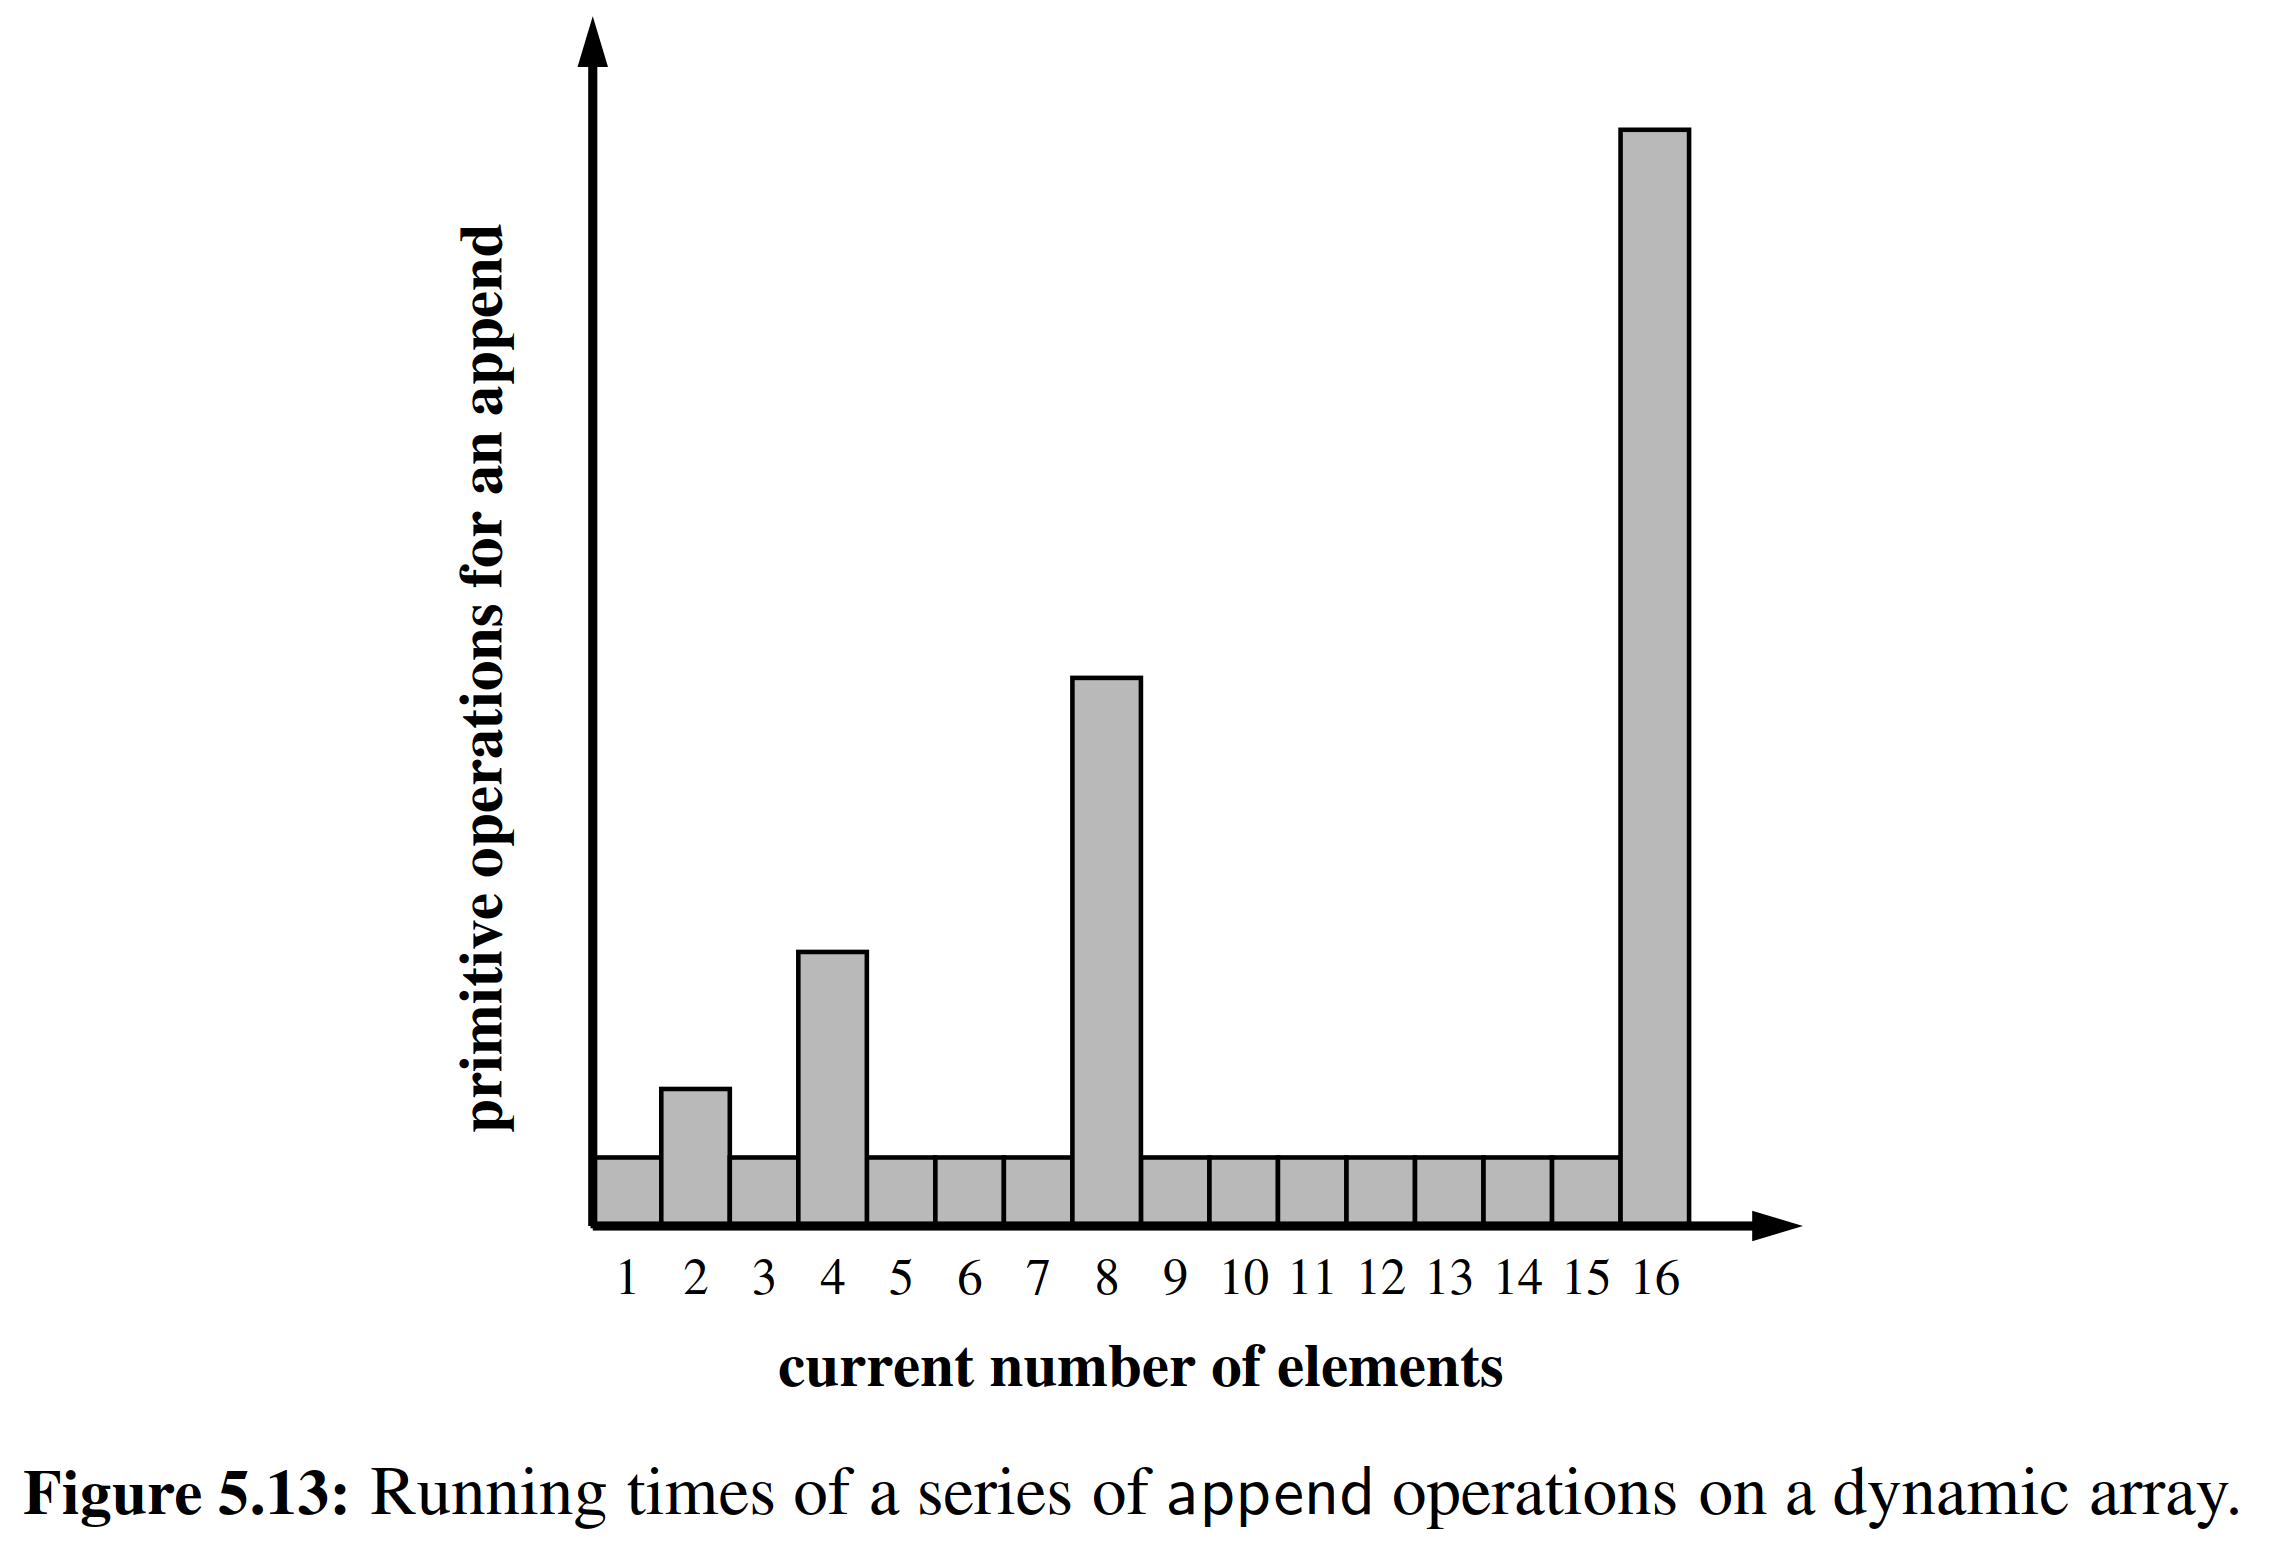 primitive operations for an append
1 2 3 4 5 6 7 8 9 10 11 12 13 14 15 16
current number of elements
Figure 5.13: Running times of a series of append operations on a dynamic array.